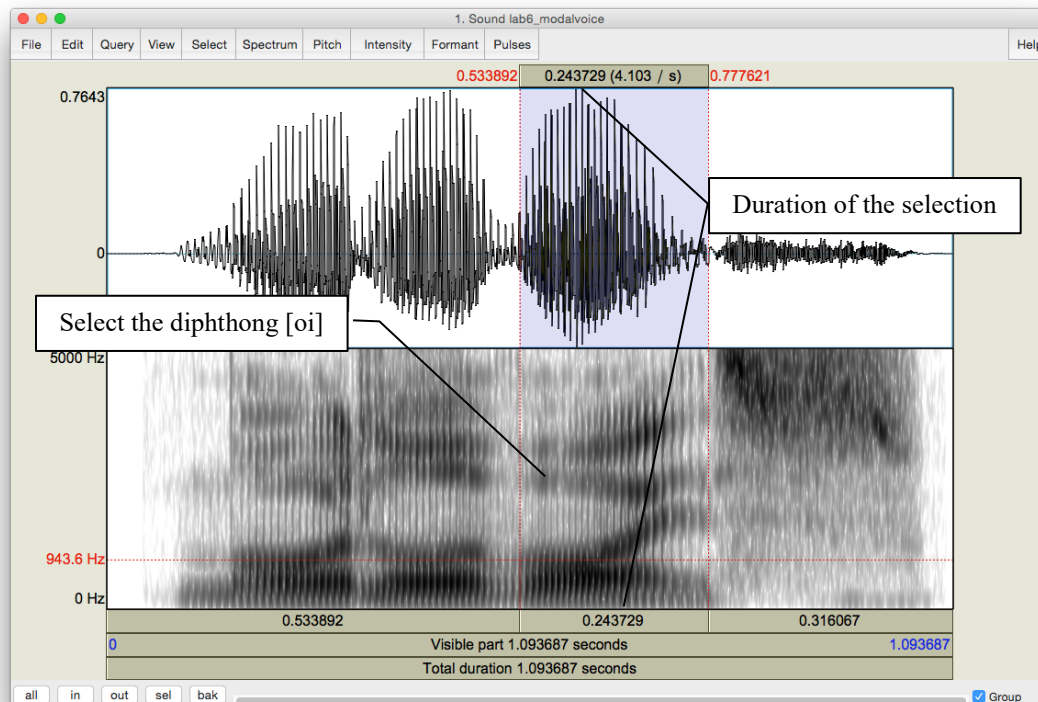 1. Sound lab6_modalvoice
File Edit Query View Select Spectrum Pitch Intensity Formant Pulses Help
0.533892 0.243729 (4.103 / s) 0.777621
0.7643
0
Duration of the selection
Select the diphthong [oi]
5000 Hz
943.6 Hz
0 Hz
0.533892 0.243729 0.316067
0 Visible part 1.093687 seconds 1.093687
Total duration 1.093687 seconds
all in out sel bak Group